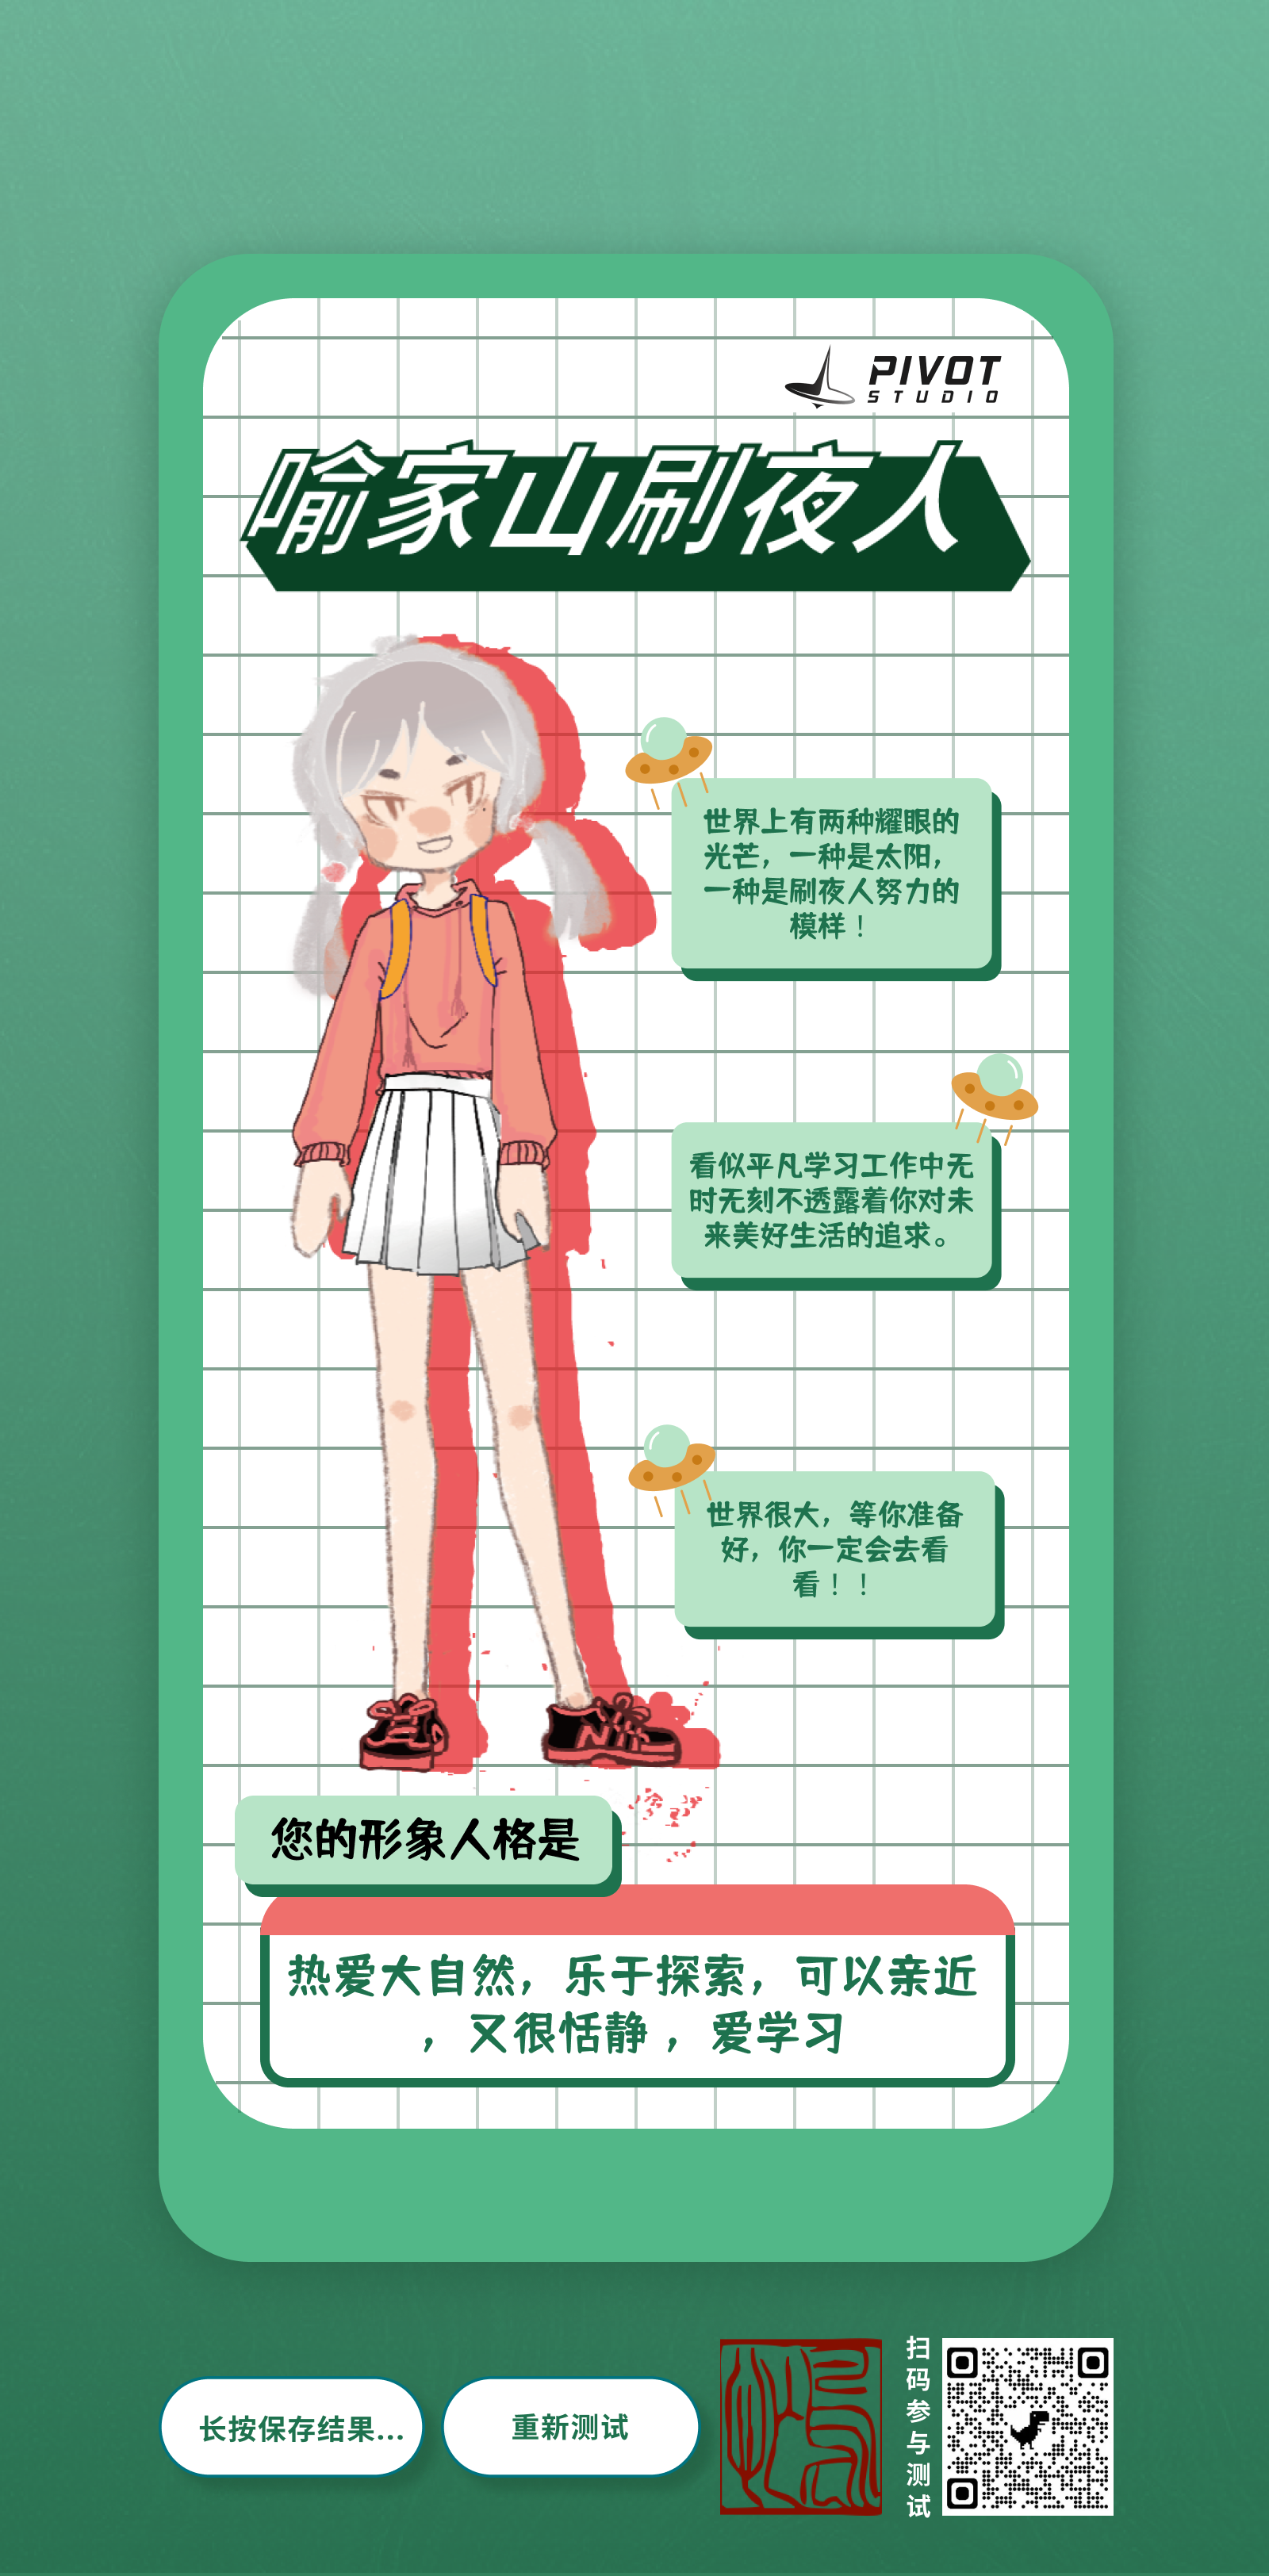 PIVOT
STUDIO
喻家山刷夜人
世界上有两种耀眼的
光芒，一种是太阳，
一种是刷夜人努力的
模样！
看似平凡学习工作中无
时无刻不透露着你对未
来美好生活的追求。
世界很大，等你准备
好，你一定会去看
看！！
您的形象人格是
热爱大自然，乐于探索，可以亲近
，又很恬静，爱学习
长按保存结果...
重新测试
扫码参与测试